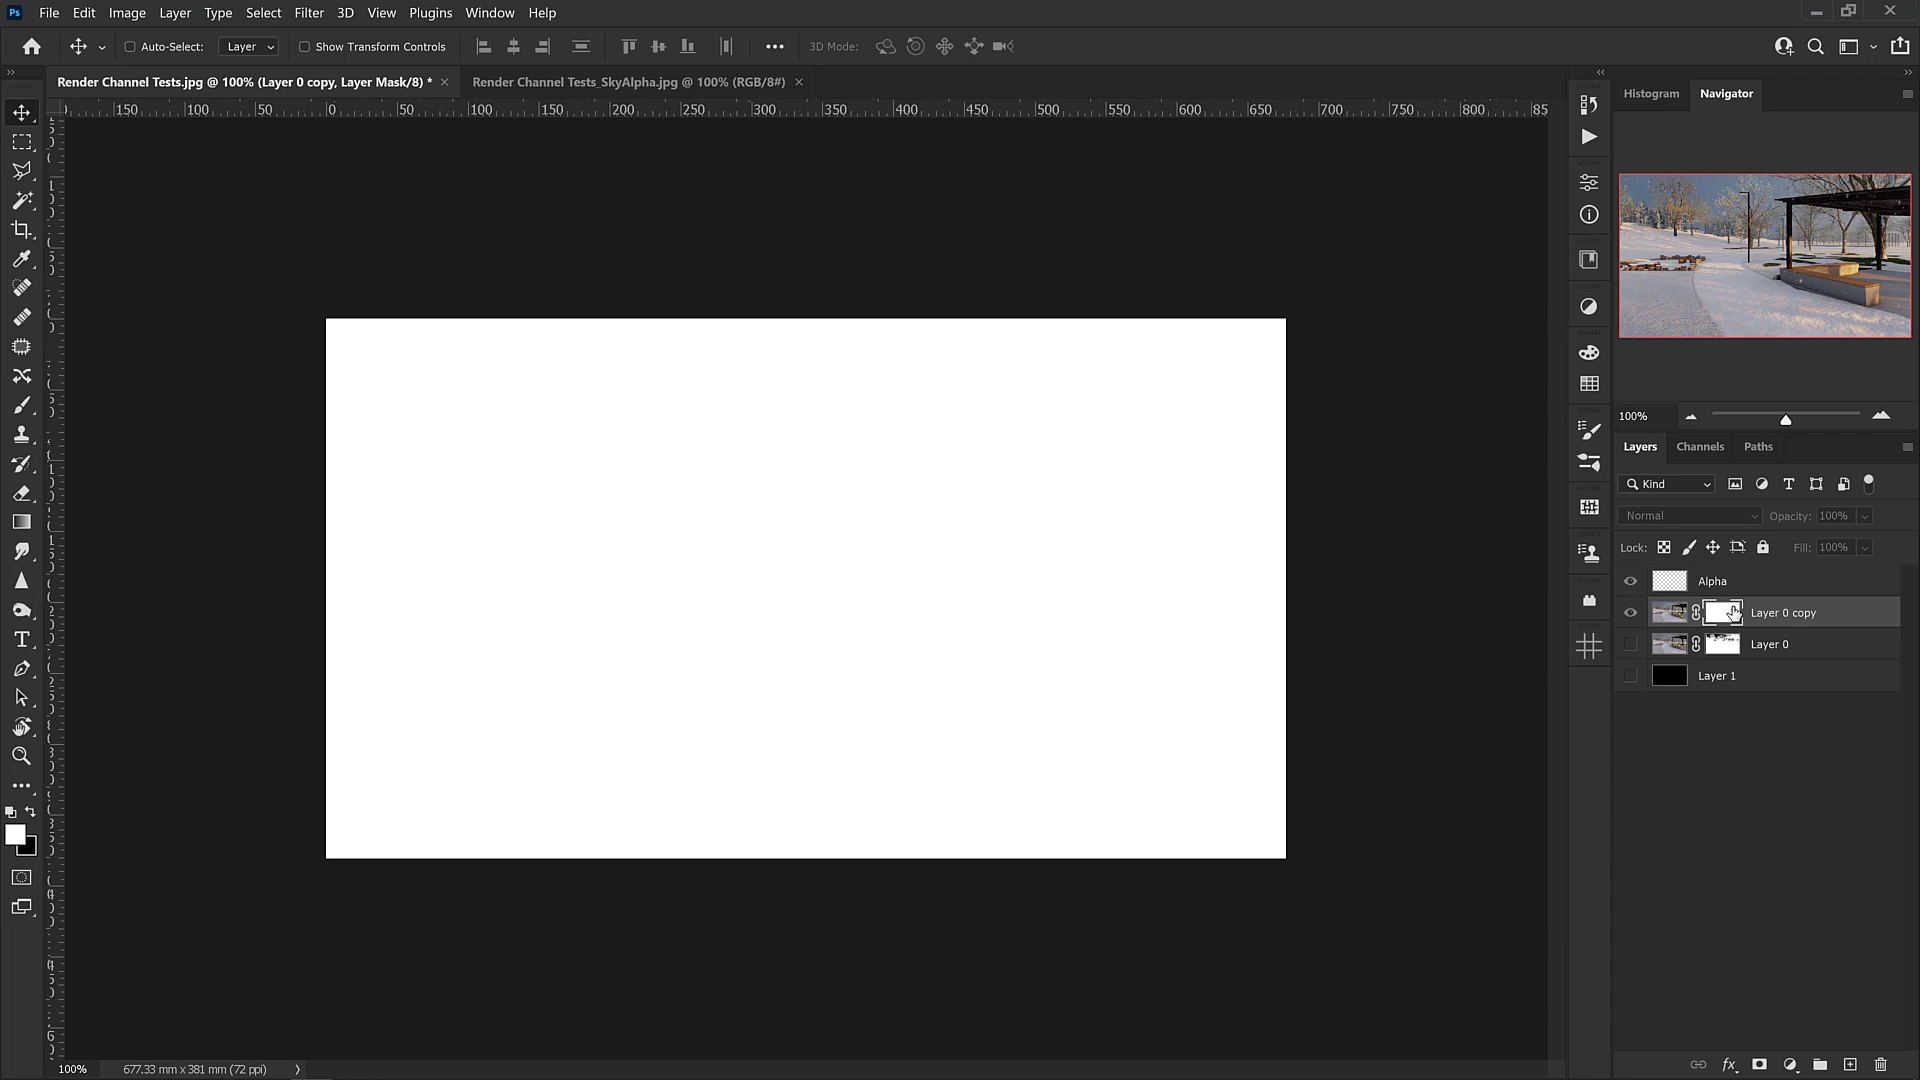 Ps File Edit Image Layer Type Select Filter 3D View Plugins Window Help
Auto-Select: Layer Show Transform Controls 3D Mode:
Render Channel Tests.jpg @ 100% (Layer 0 copy, Layer Mask/8) * Render Channel Tests_SkyAlpha.jpg @ 100% (RGB/8#)
150 100 50 0 50 100 150 200 250 300 350 400 450 500 550 600 650 700 750 800 85
Histogram Navigator
100%
Layers Channels Paths
Kind
Normal Opacity: 100%
Lock: Fill: 100%
Alpha
Layer 0 copy
Layer 0
Layer 1
100% 677.33 mm x 381 mm (72 ppi)